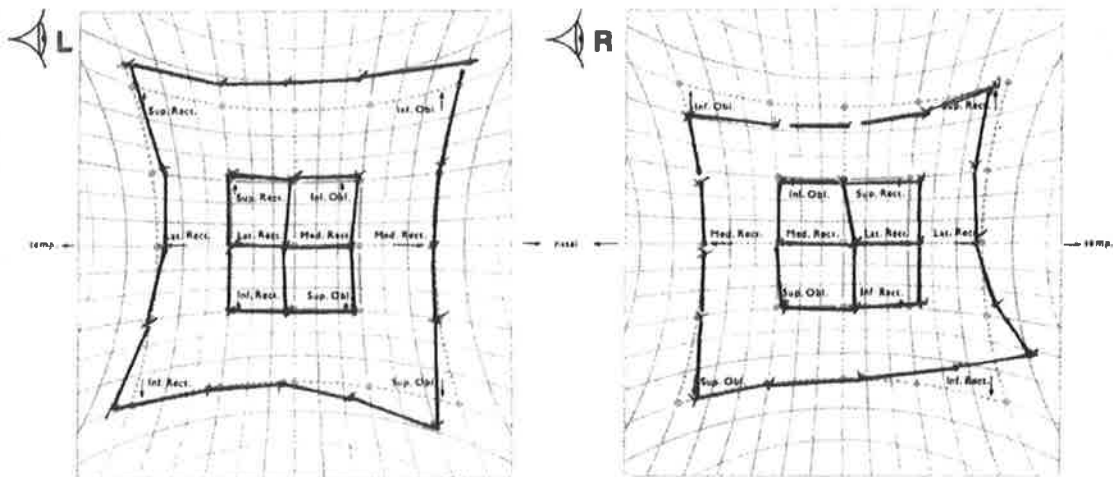 L
Sup. Rect. Inf. Obl.
Sup. Rect. Inf. Obl.
temp. Lat. Rect. Lat. Rect. Med. Rect. Med. Rect.
Inf. Rect. Sup. Obl.
Inf. Rect. Sup. Obl.
nasal
R
Inf. Obl. Sup. Rect.
Inf. Obl. Sup. Rect.
Med. Rect. Med. Rect. Lat. Rect. Lat. Rect. temp.
Sup. Obl. Inf. Rect.
Sup. Obl. Inf. Rect.